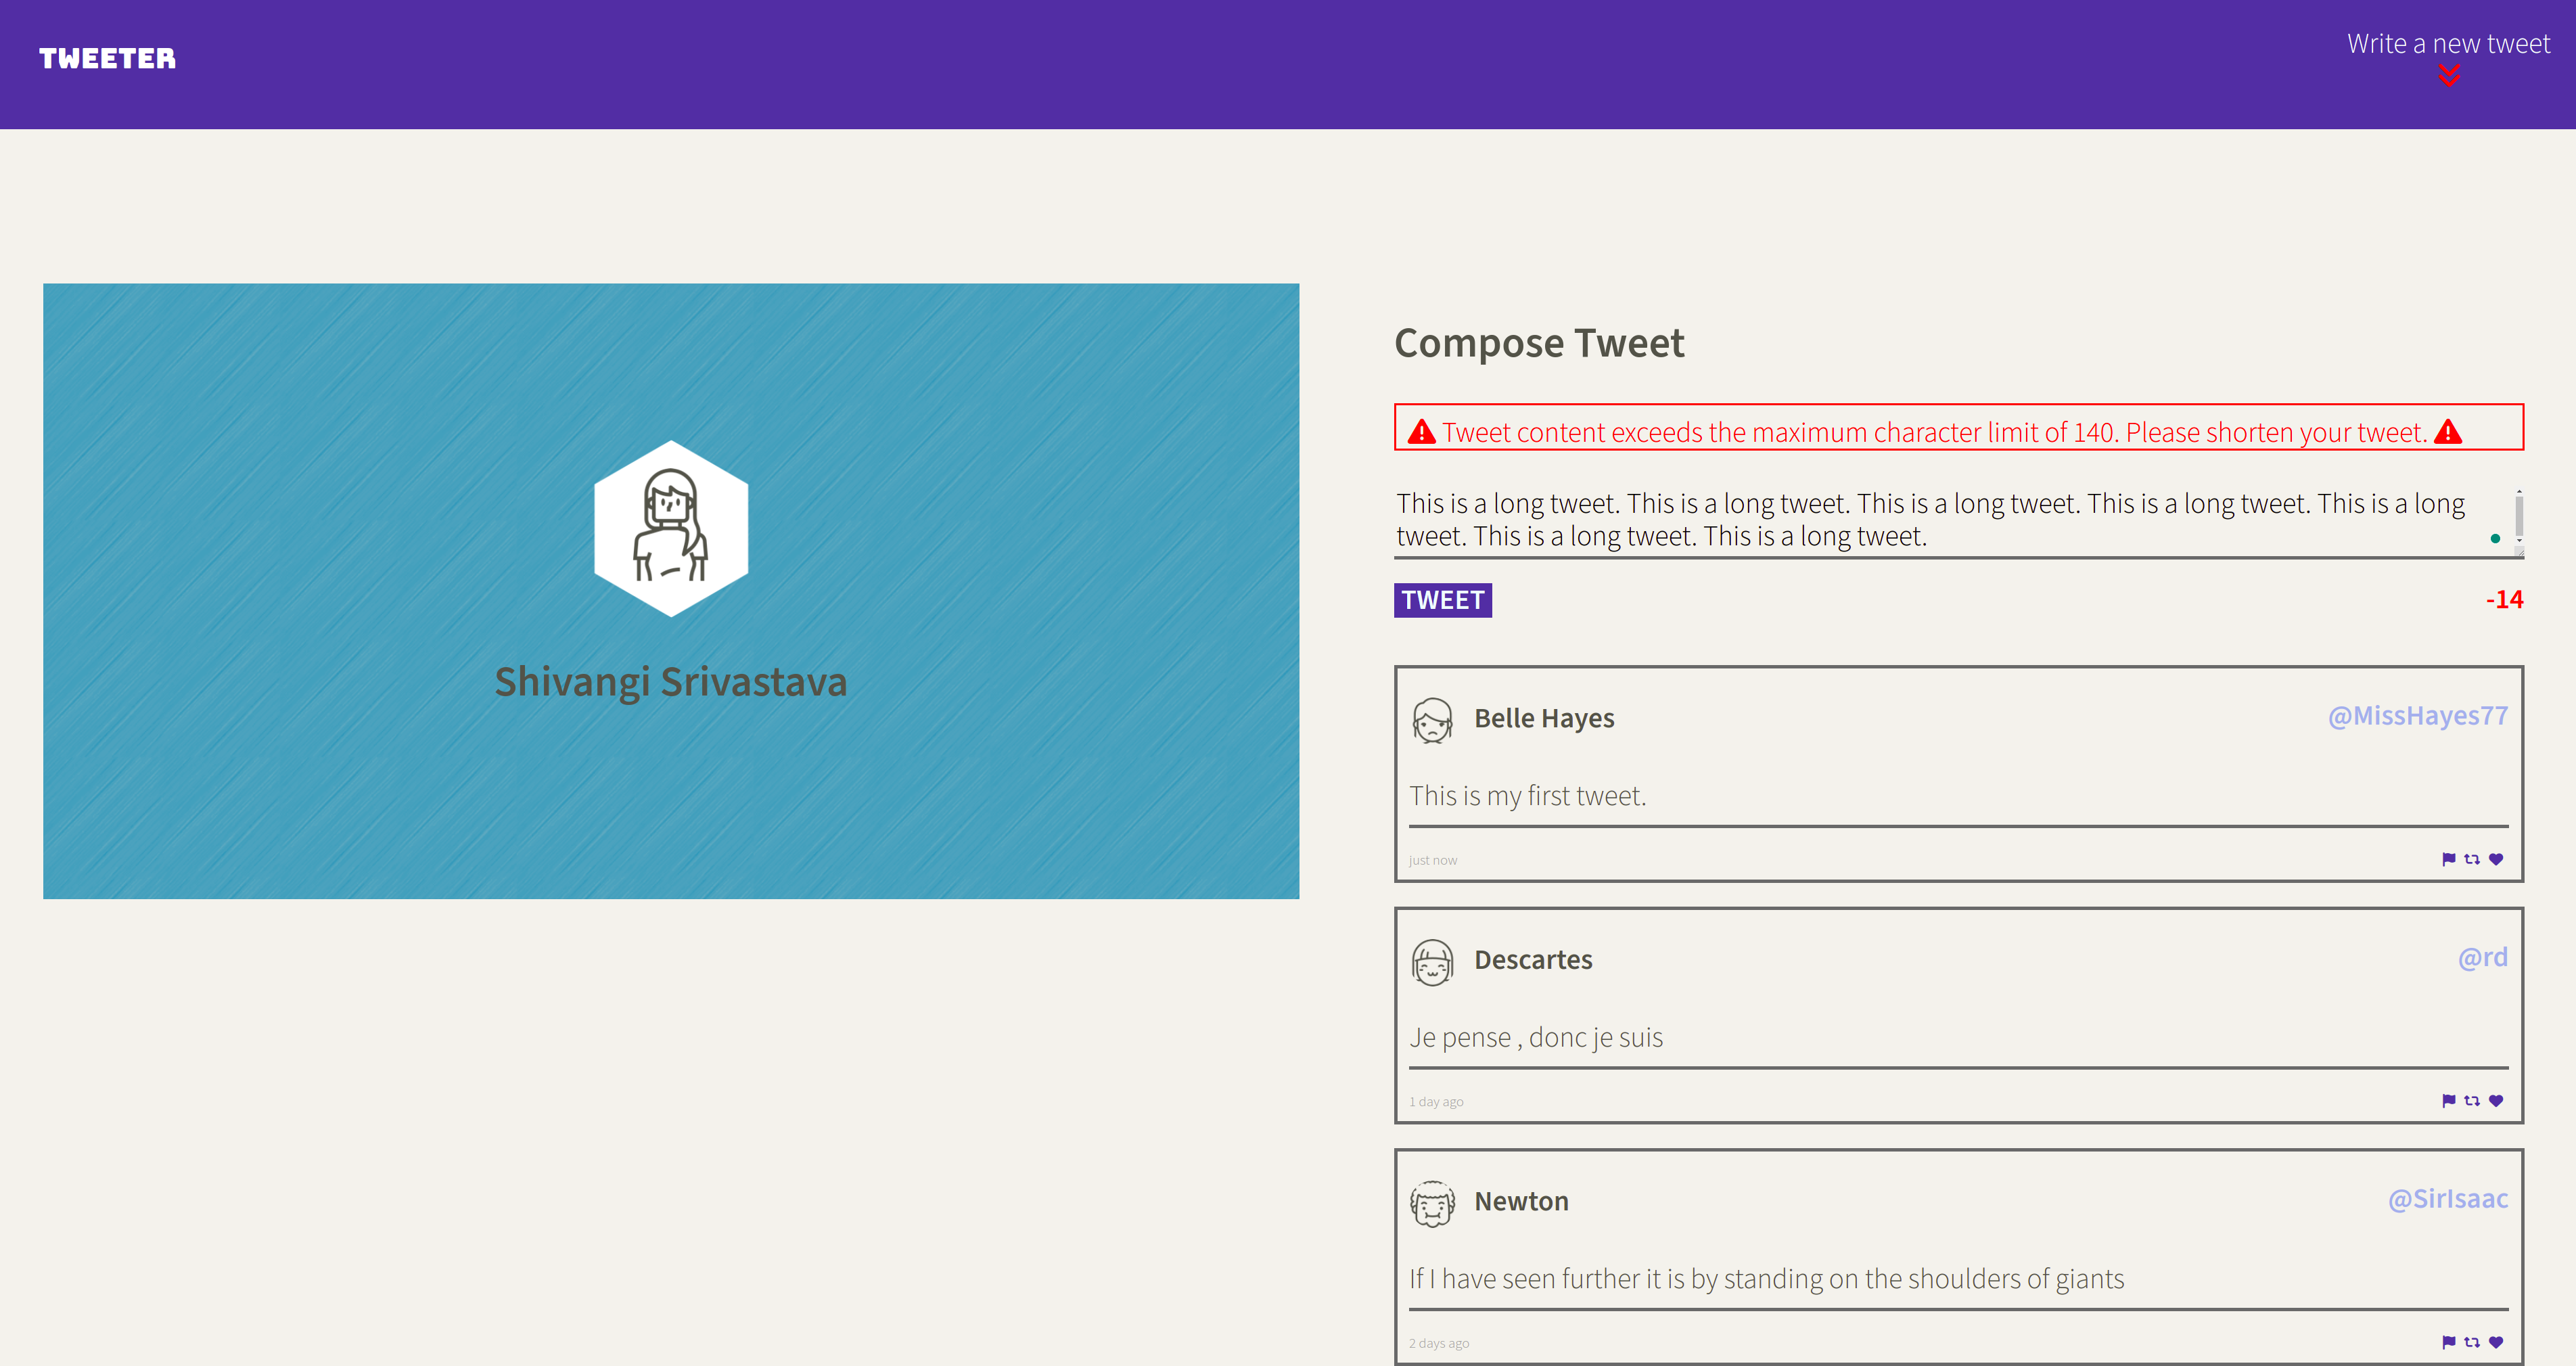 TWEETER
Write a new tweet
Shivangi Srivastava
Compose Tweet
Tweet content exceeds the maximum character limit of 140. Please shorten your tweet.
This is a long tweet. This is a long tweet. This is a long tweet. This is a long tweet. This is a long
tweet. This is a long tweet. This is a long tweet.
TWEET
-14
Belle Hayes
@MissHayes77
This is my first tweet.
just now
Descartes
@rd
Je pense , donc je suis
1 day ago
Newton
@SirIsaac
If I have seen further it is by standing on the shoulders of giants
2 days ago